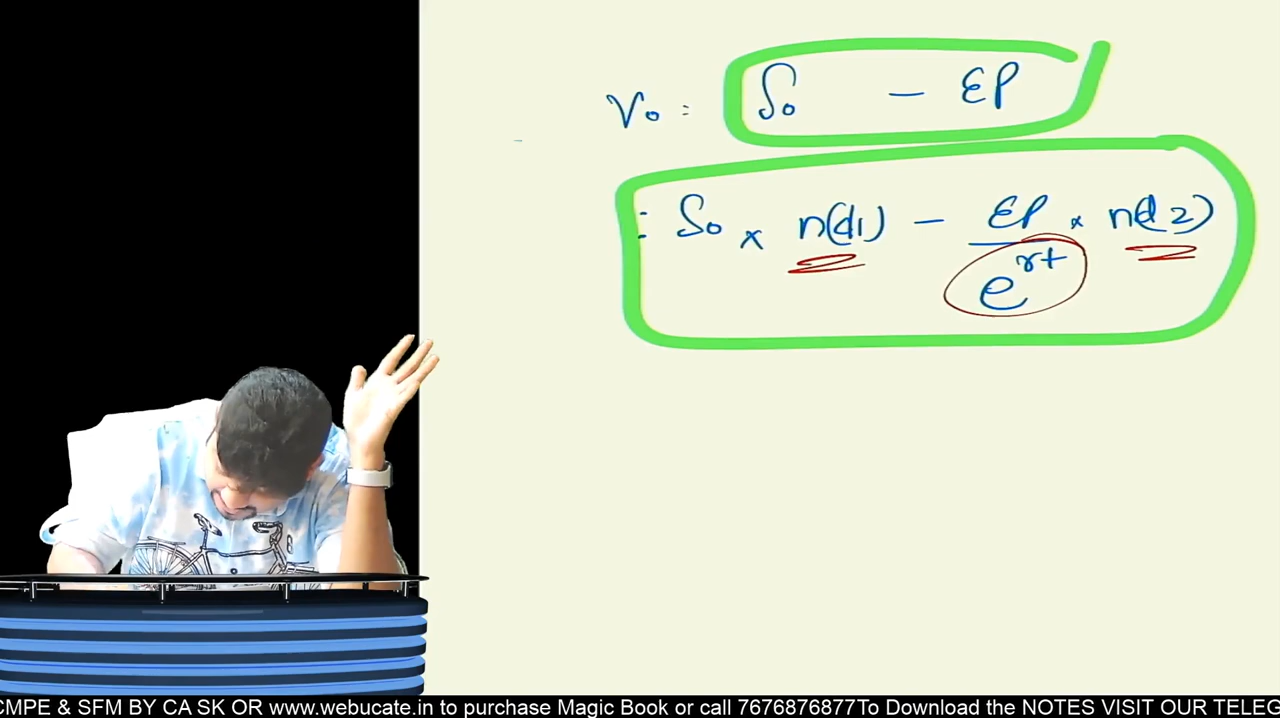 V₀ = S₀ - EP
= S₀ × n(d1) - EP/e^rt × n(d2)
CMPE & SFM BY CA SK OR www.webucate.in to purchase Magic Book or call 7676876877To Download the NOTES VISIT OUR TELEG